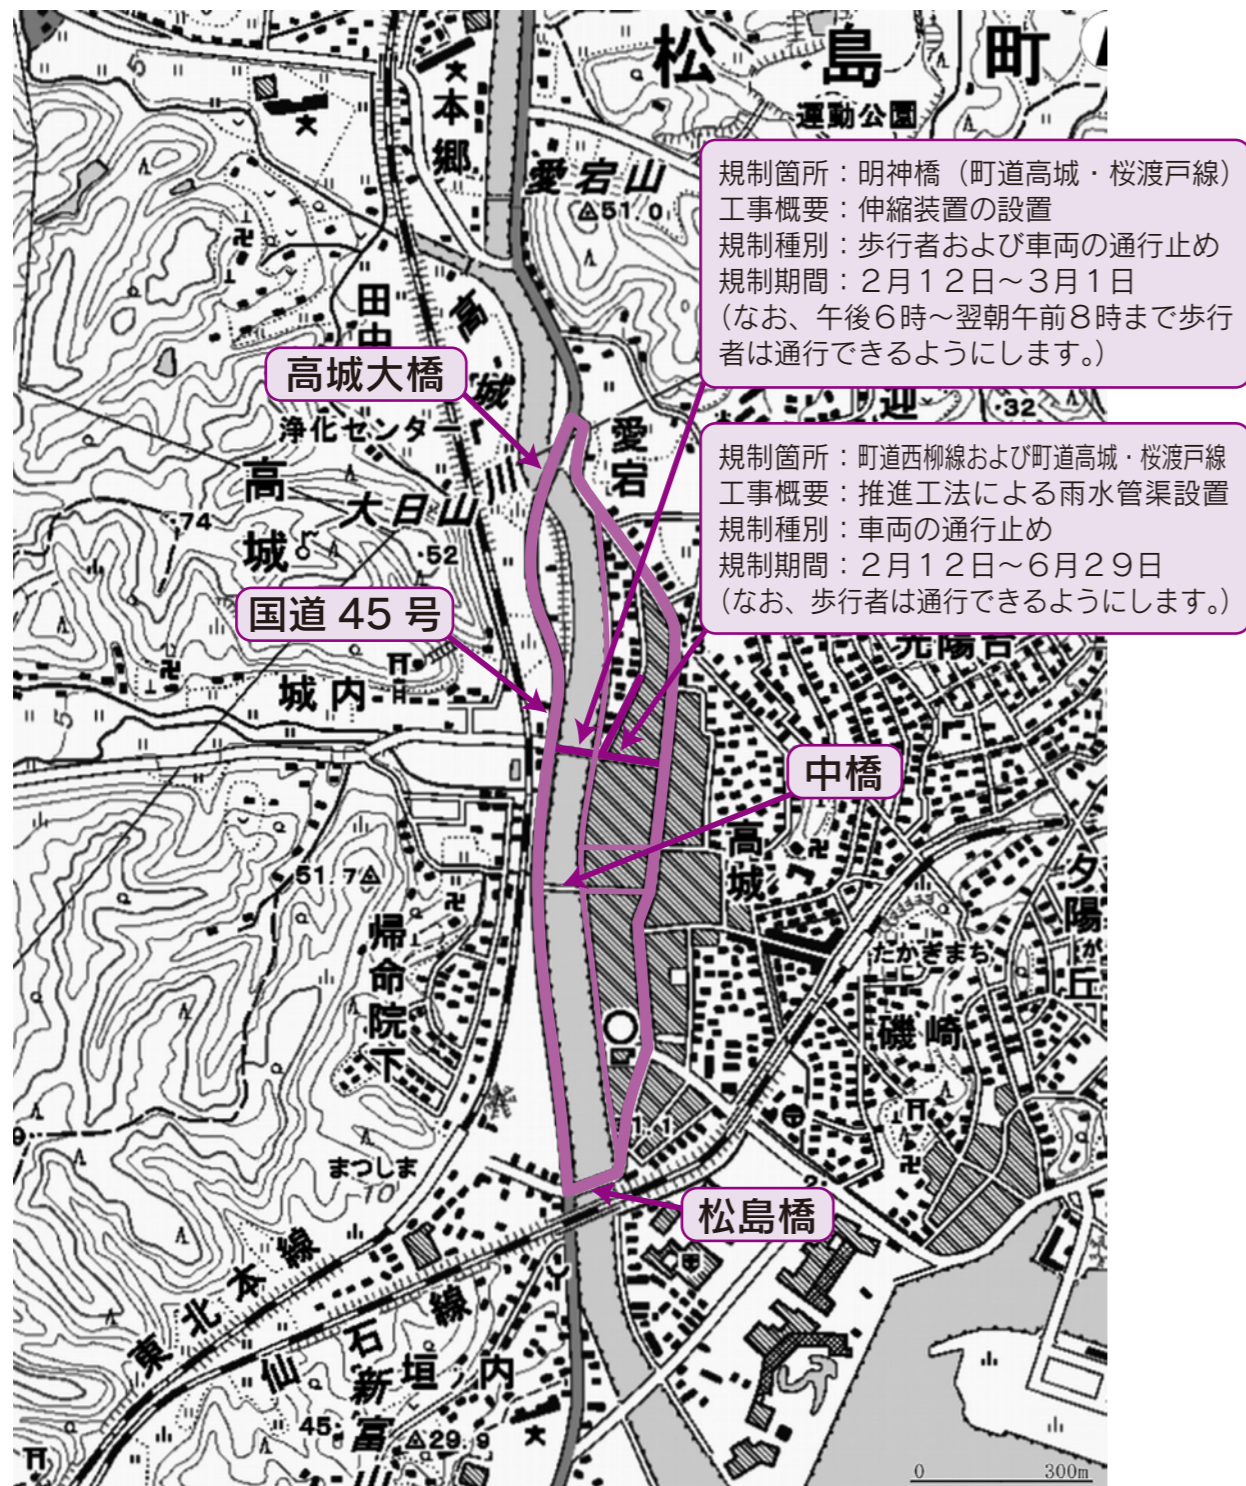 松島町
運動公園
本郷
愛宕山
51.0
規制箇所：明神橋（町道高城・桜渡戸線）
工事概要：伸縮装置の設置
規制種別：歩行者および車両の通行止め
規制期間：２月１２日～３月１日
（なお、午後６時～翌朝午前８時まで歩行
者は通行できるようにします。）
田中
高城川
高城大橋
浄化センター
愛宕
迎
・32
高城
大日山
・74
・52
規制箇所：町道西柳線および町道高城・桜渡戸線
工事概要：推進工法による雨水管渠設置
規制種別：車両の通行止め
規制期間：２月１２日～６月２９日
（なお、歩行者は通行できるようにします。）
国道 45 号
城内
中橋
高城
51.7
帰命院下
夕陽が丘
たかぎまち
磯崎
まつしま
10
松島橋
東北本線
仙石線
垣内
新富山
45
29.9
0 300m